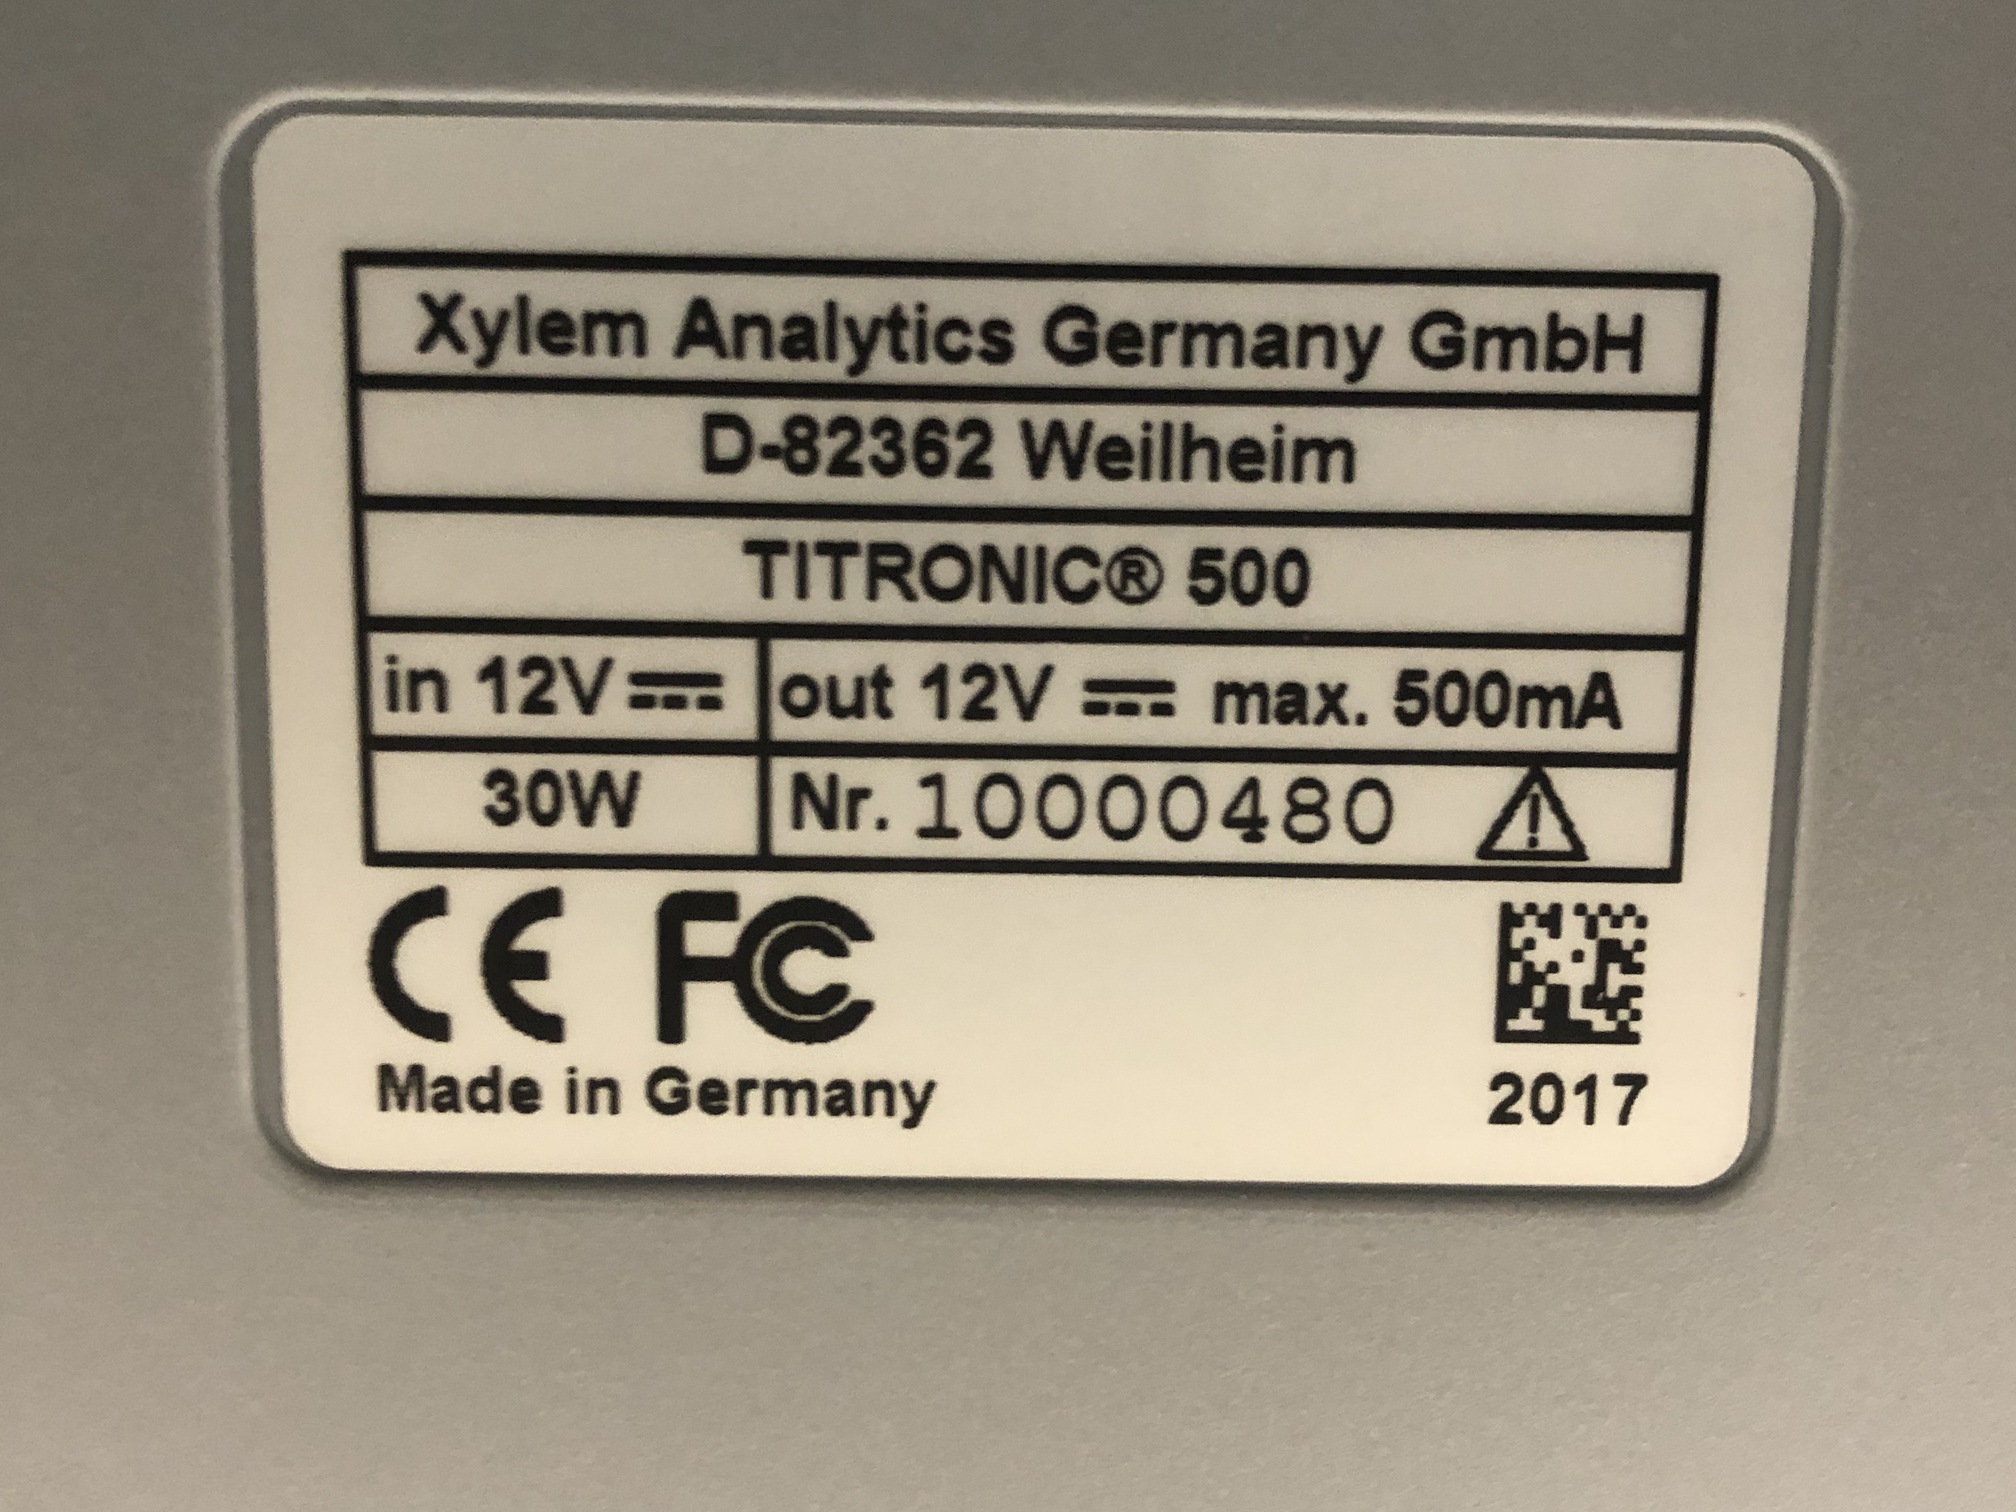 Xylem Analytics Germany GmbH
D-82362 Weilheim
TITRONIC® 500
in 12V⎓ out 12V ⎓ max. 500mA
30W Nr. 10000480
CE FC
Made in Germany 2017